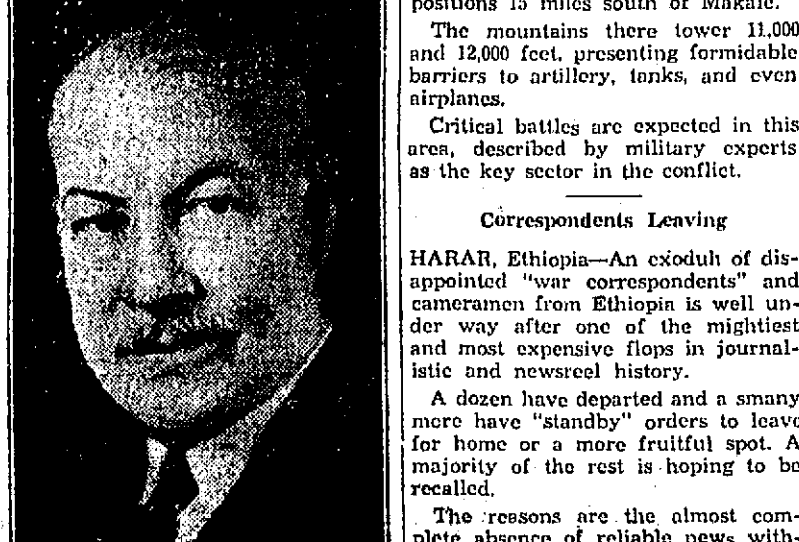 positions 15 miles south of Makale.
The mountains there tower 11,000
and 12,000 feet, presenting formidable
barriers to artillery, tanks, and even
airplanes.
Critical battles are expected in this
area, described by military experts
as the key sector in the conflict.
Correspondents Leaving
HARAR, Ethiopia—An exoduh of dis-
appointed "war correspondents" and
cameramen from Ethiopia is well un-
der way after one of the mightiest
and most expensive flops in journal-
istic and newsreel history.
A dozen have departed and a smany
mere have "standby" orders to leave
for home or a more fruitful spot. A
majority of the rest is hoping to be
recalled.
The reasons are the almost com-
plete absence of reliable news with-